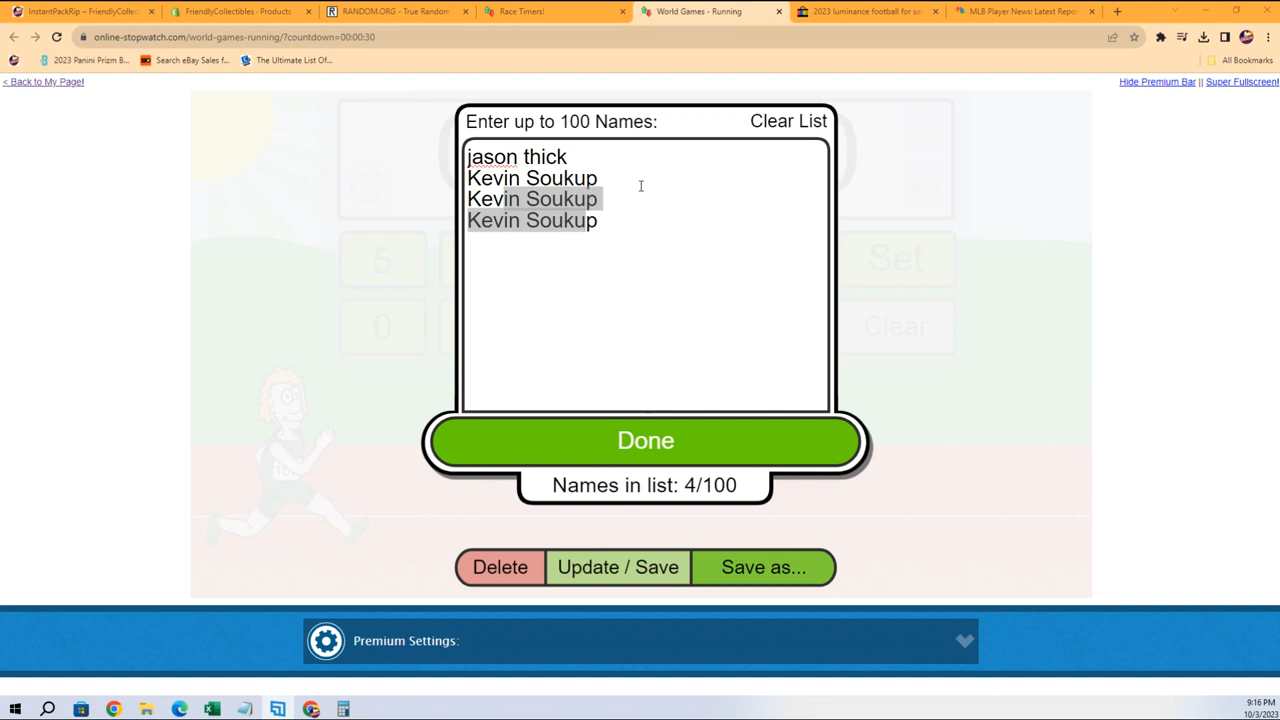 InstantPackRip – FriendlyCollec
FriendlyCollectibles · Products
RANDOM.ORG - True Random
Race Timers!
World Games - Running
2023 luminance football for sa
MLB Player News: Latest Repor
online-stopwatch.com/world-games-running/?countdown=00:00:30
2023 Panini Prizm B...
Search eBay Sales f...
The Ultimate List Of...
All Bookmarks
< Back to My Page!
Hide Premium Bar || Super Fullscreen!
Enter up to 100 Names:
Clear List
jason thick
Kevin Soukup
Kevin Soukup
Kevin Soukup
5
Set
0
Clear
Done
Names in list: 4/100
Delete
Update / Save
Save as...
Premium Settings:
9:16 PM
10/3/2023